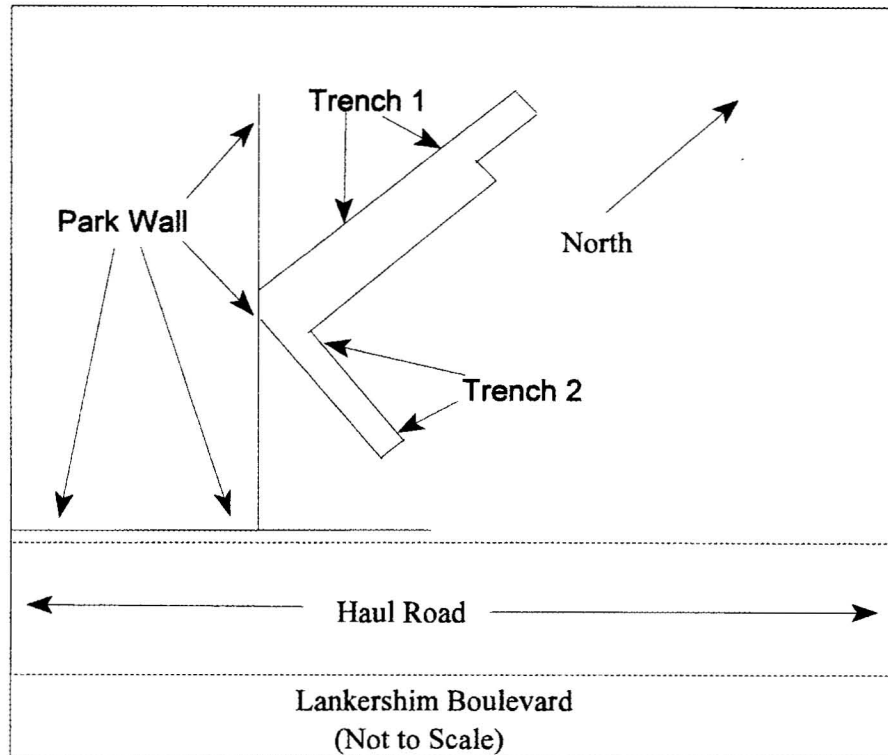 Trench 1
Park Wall
North
Trench 2
Haul Road
Lankershim Boulevard
(Not to Scale)